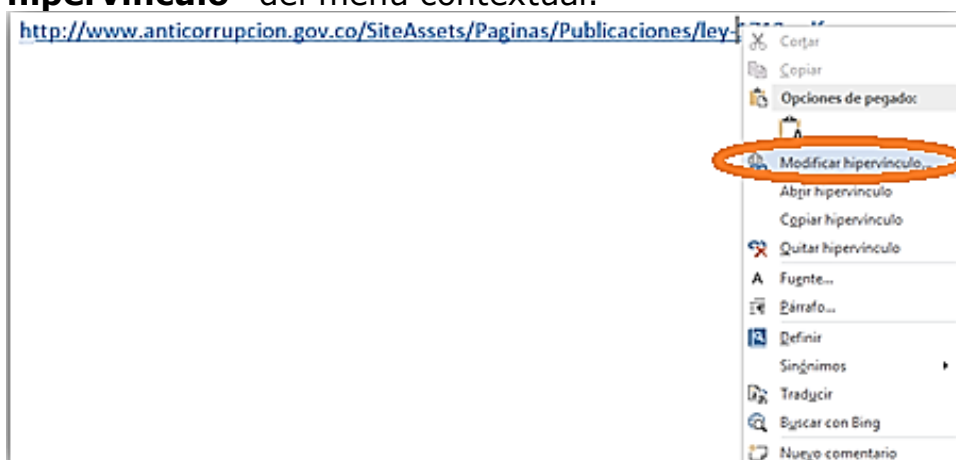 hipervínculo" del menú contextual.
http://www.anticorrupcion.gov.co/SiteAssets/Paginas/Publicaciones/ley-
Cortar
Copiar
Opciones de pegado:
A
Modificar hipervínculo...
Abrir hipervínculo
Copiar hipervínculo
Quitar hipervínculo
A Fuente...
Párrafo...
Definir
Sinónimos
Traducir
Buscar con Bing
Nuevo comentario